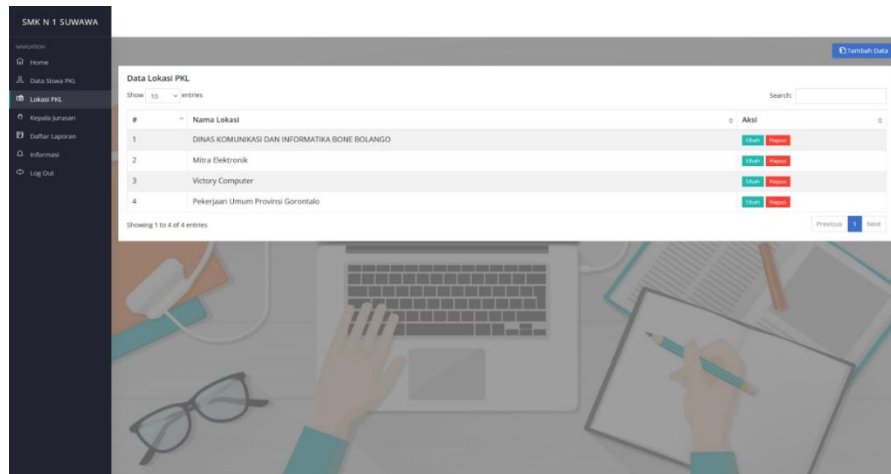 SMK N 1 SUWAWA
NAVIGATION
Home
Data Siswa PKL
Lokasi PKL
Kepala Jurusan
Daftar Laporan
Informasi
Log Out
Tambah Data
Data Lokasi PKL
Show 10 entries
Search:
# Nama Lokasi Aksi
1 DINAS KOMUNIKASI DAN INFORMATIKA BONE BOLANGO Ubah Hapus
2 Mitra Elektronik Ubah Hapus
3 Victory Computer Ubah Hapus
4 Pekerjaan Umum Provinsi Gorontalo Ubah Hapus
Showing 1 to 4 of 4 entries
Previous 1 Next